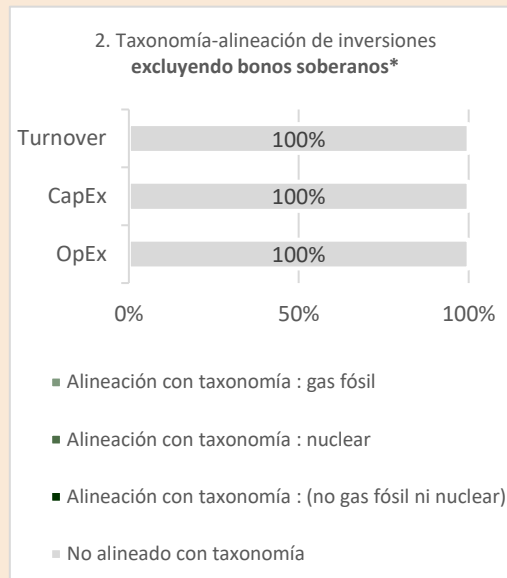 2. Taxonomía-alineación de inversiones
excluyendo bonos soberanos*
Turnover
100%
CapEx
100%
OpEx
100%
0%
50%
100%
Alineación con taxonomía : gas fósil
Alineación con taxonomía : nuclear
Alineación con taxonomía : (no gas fósil ni nuclear)
No alineado con taxonomía